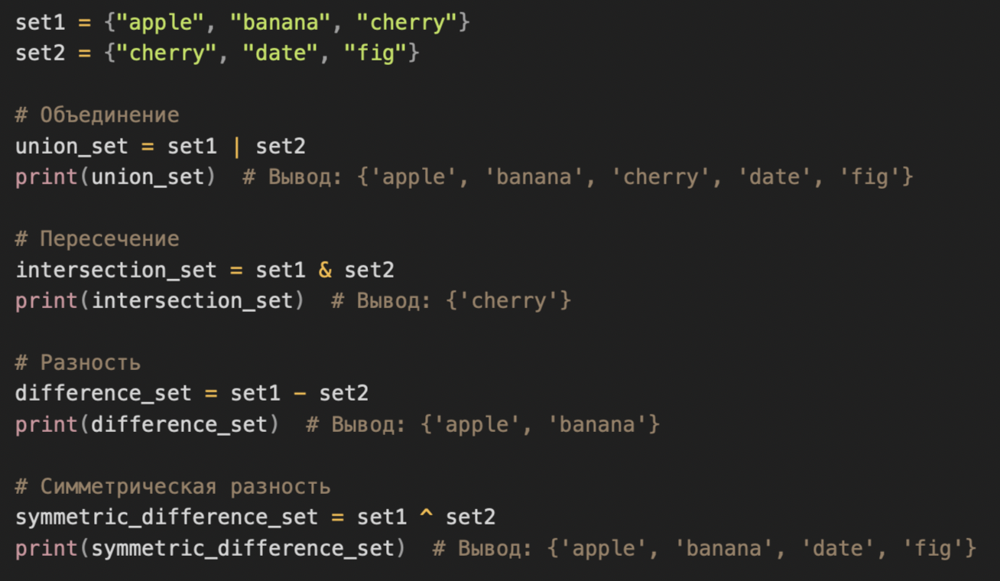 set1 = {"apple", "banana", "cherry"}
set2 = {"cherry", "date", "fig"}
# Объединение
union_set = set1 | set2
print(union_set)  # Вывод: {'apple', 'banana', 'cherry', 'date', 'fig'}
# Пересечение
intersection_set = set1 & set2
print(intersection_set)  # Вывод: {'cherry'}
# Разность
difference_set = set1 - set2
print(difference_set)  # Вывод: {'apple', 'banana'}
# Симметрическая разность
symmetric_difference_set = set1 ^ set2
print(symmetric_difference_set)  # Вывод: {'apple', 'banana', 'date', 'fig'}